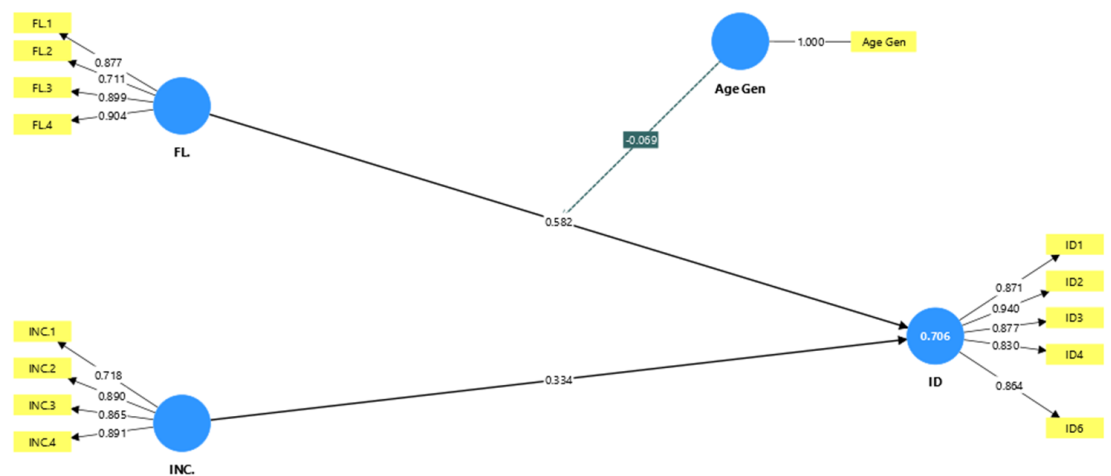 FL.1
FL.2
FL.3
FL.4
0.877
0.711
0.899
0.904
FL.
Age Gen
1.000
Age Gen
-0.059
0.582
INC.1
INC.2
INC.3
INC.4
0.718
0.890
0.865
0.891
INC.
0.334
0.706
ID
0.871
0.940
0.877
0.830
0.864
ID1
ID2
ID3
ID4
ID6